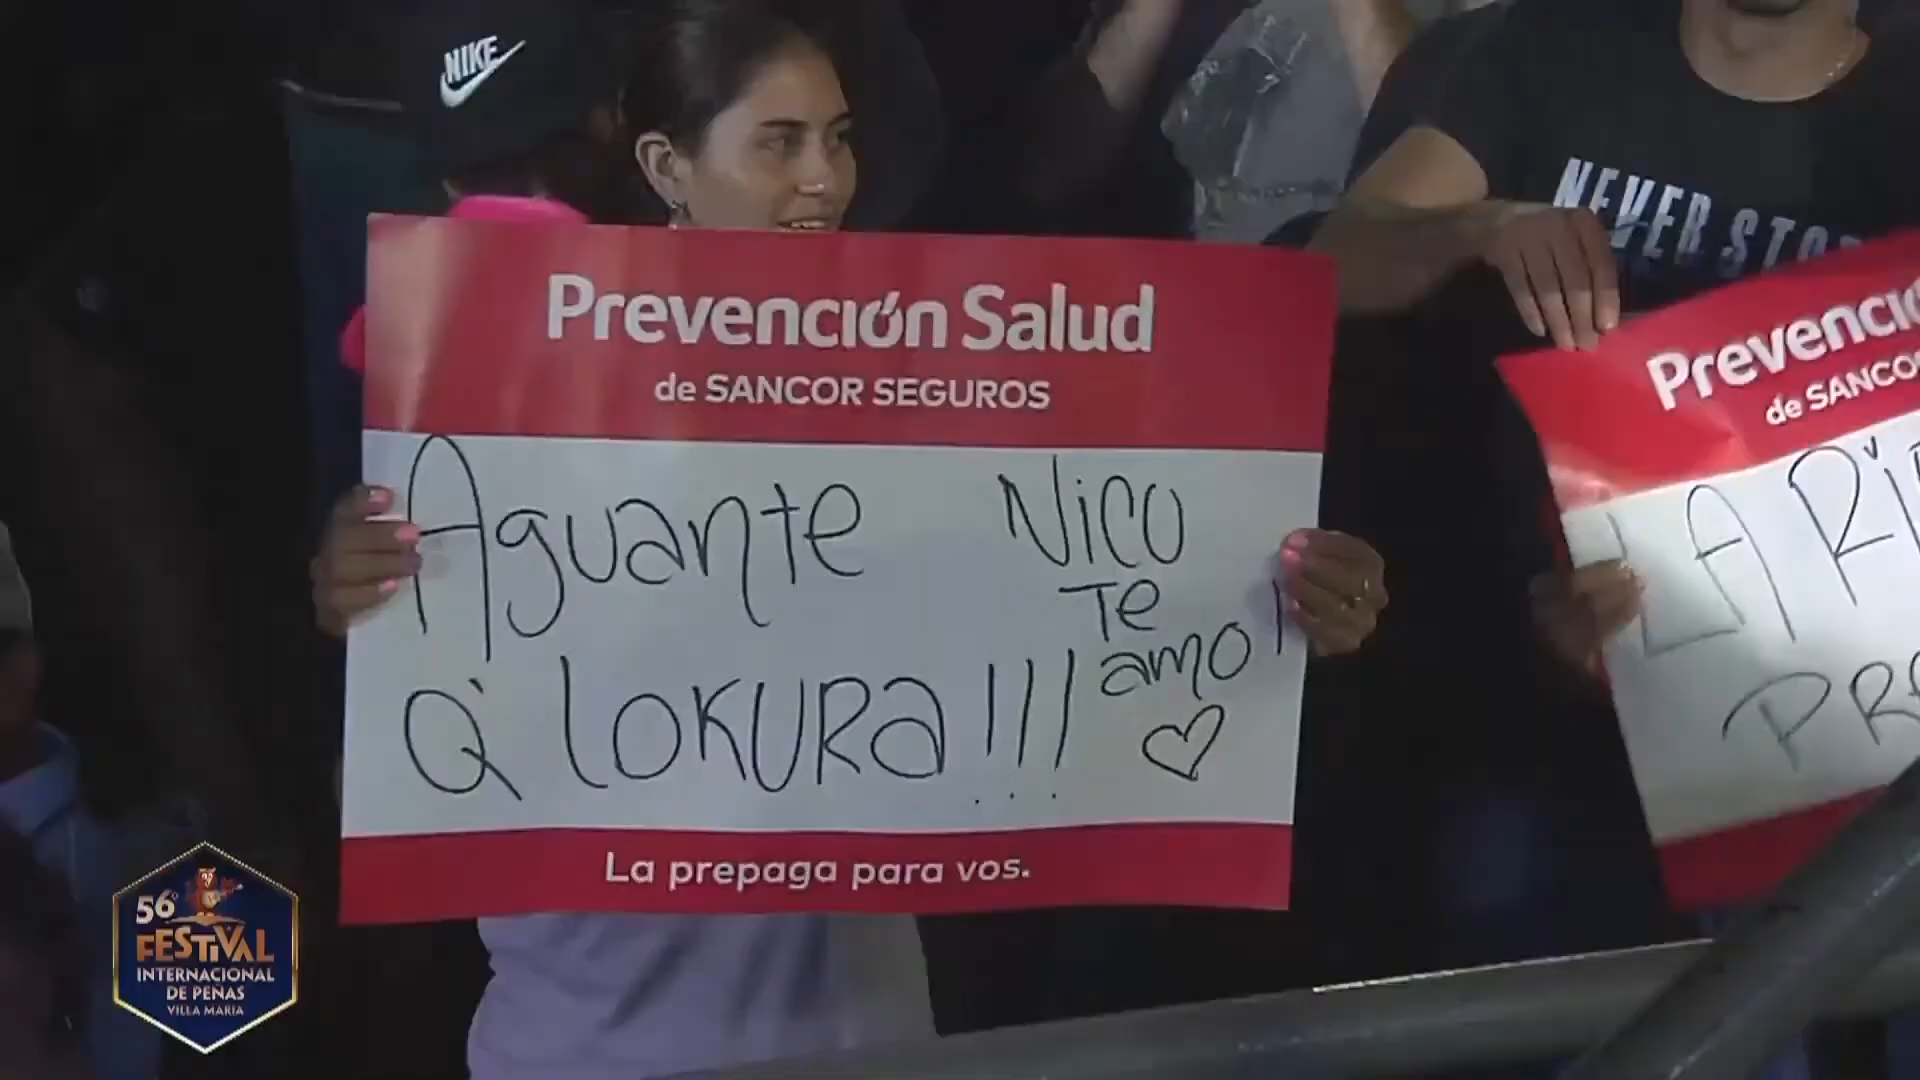 NIKE
NEVER STO
Prevención Salud
de SANCOR SEGUROS
Aguante Nico
Te
amo!
Q' LOKURA!!!
La prepaga para vos.
Prevenció
de SANCO
LA Ri
PR
56°
FESTIVAL
INTERNACIONAL
DE PEÑAS
VILLA MARIA